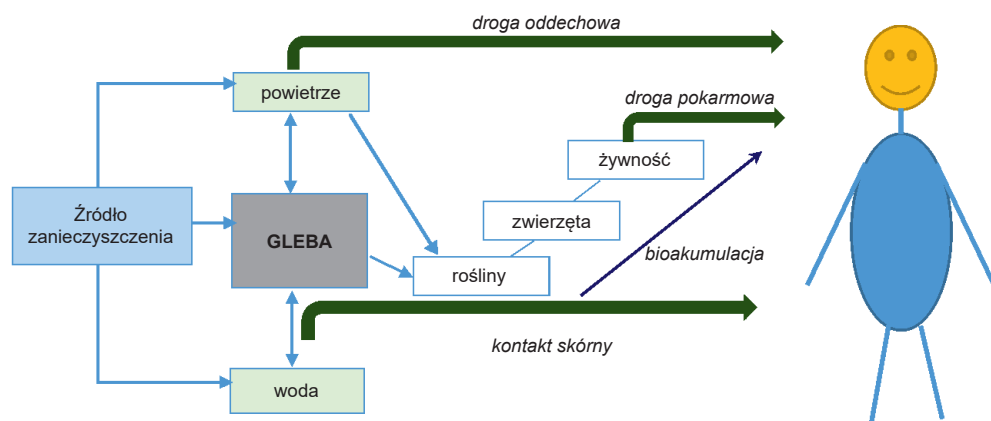 droga oddechowa
powietrze
droga pokarmowa
żywność
Źródło
zanieczyszczenia
GLEBA
zwierzęta
rośliny
bioakumulacja
kontakt skórny
woda